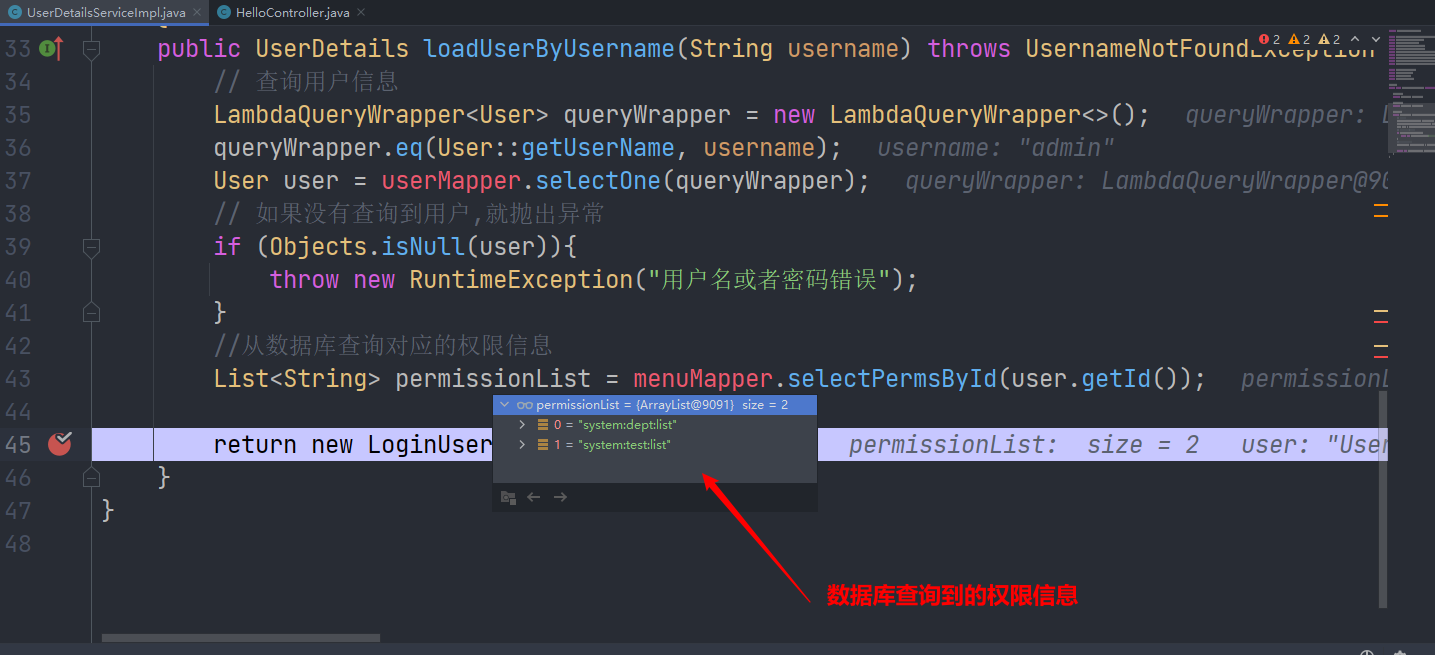 UserDetailsServiceImpl.java HelloController.java
33 public UserDetails loadUserByUsername(String username) throws UsernameNotFoundException 2 2 2
34 // 查询用户信息
35 LambdaQueryWrapper<User> queryWrapper = new LambdaQueryWrapper<>(); queryWrapper:
36 queryWrapper.eq(User::getUserName, username); username: "admin"
37 User user = userMapper.selectOne(queryWrapper); queryWrapper: LambdaQueryWrapper@90
38 // 如果没有查询到用户,就抛出异常
39 if (Objects.isNull(user)){
40 throw new RuntimeException("用户名或者密码错误");
41 }
42 //从数据库查询对应的权限信息
43 List<String> permissionList = menuMapper.selectPermsById(user.getId()); permissionL
44 permissionList = {ArrayList@9091} size = 2
0 = "system:dept:list"
45 return new LoginUser 1 = "system:test:list" permissionList: size = 2 user: "User
46 }
47 }
48
数据库查询到的权限信息